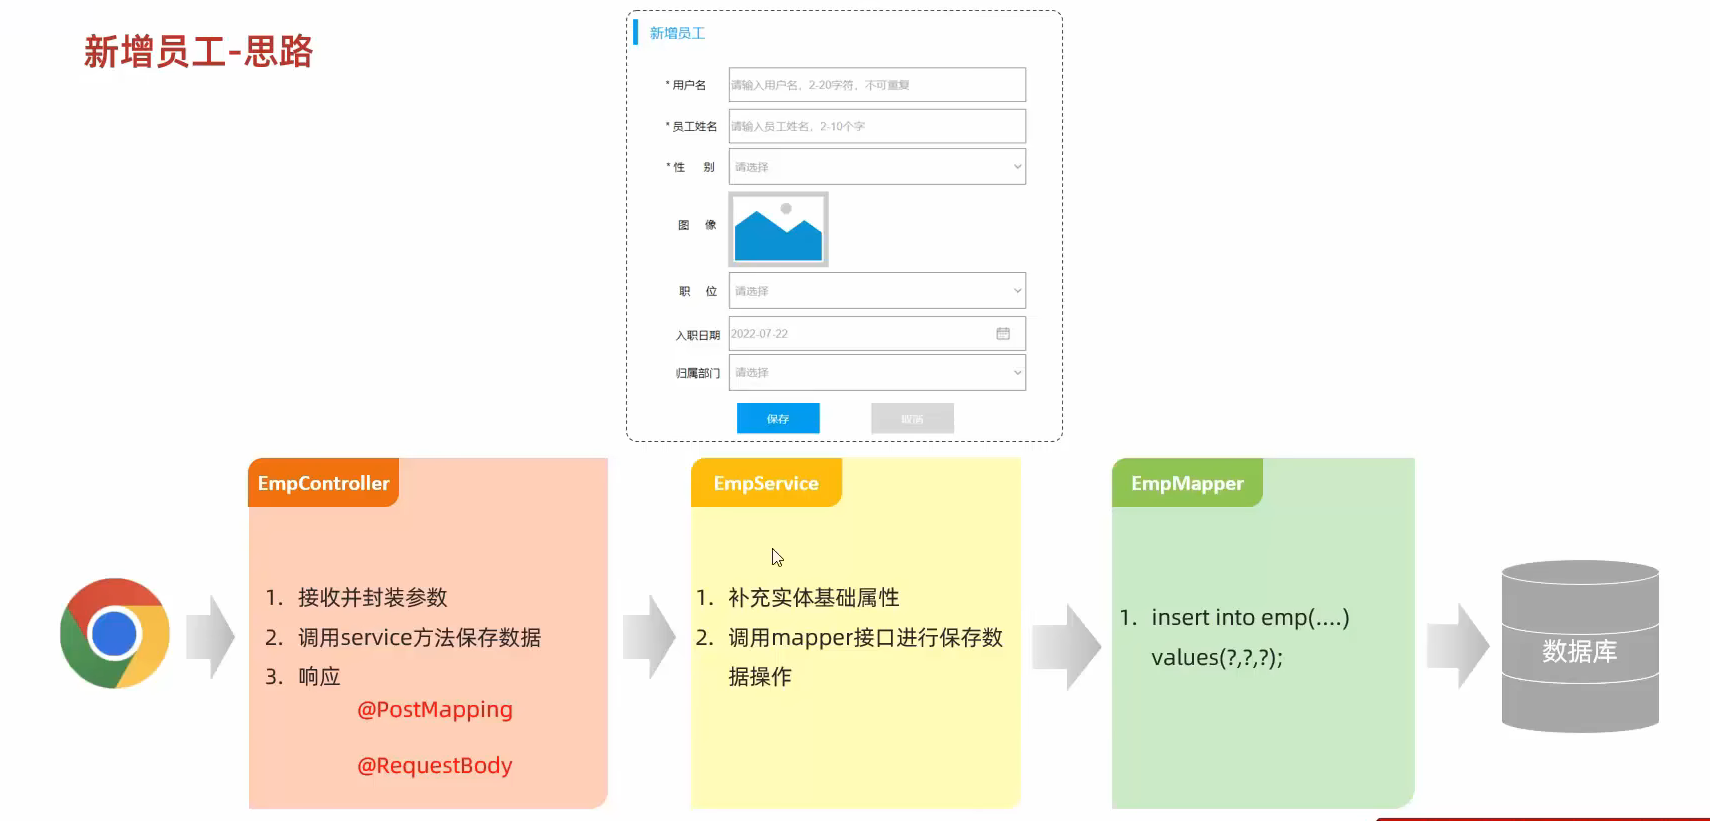 新增员工-思路
新增员工
* 用户名
请输入用户名，2-20字符，不可重复
* 员工姓名
请输入员工姓名，2-10个字
* 性 别
请选择
图 像
职 位
请选择
入职日期
2022-07-22
归属部门
请选择
保存
取消
EmpController
1. 接收并封装参数
2. 调用service方法保存数据
3. 响应
@PostMapping
@RequestBody
EmpService
1. 补充实体基础属性
2. 调用mapper接口进行保存数
据操作
EmpMapper
1. insert into emp(....)
values(?,?,?);
数据库